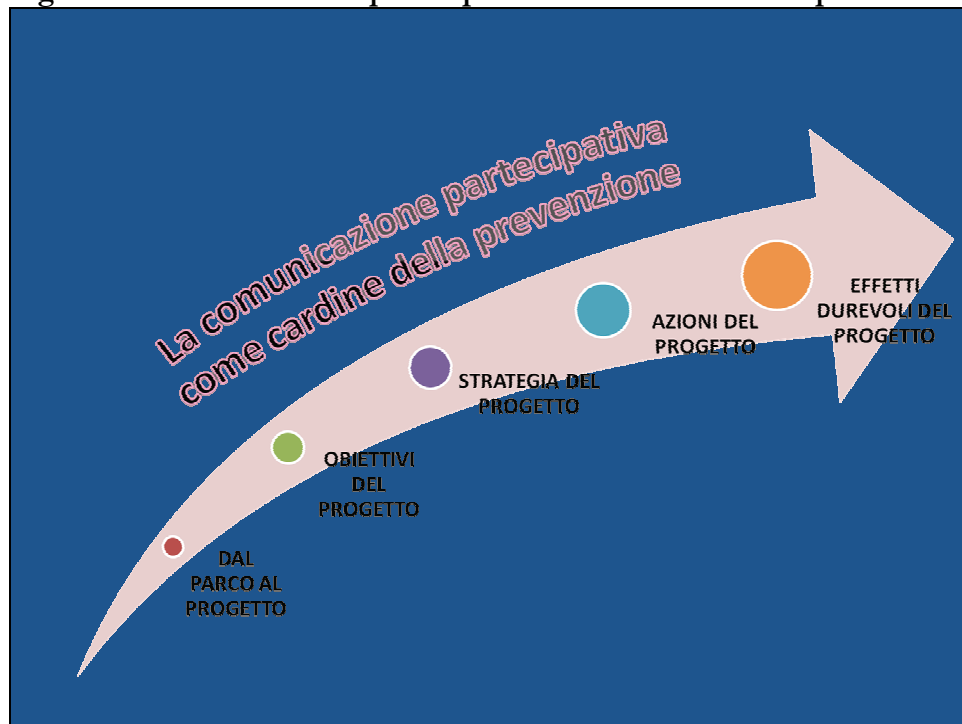 La comunicazione partecipativa
come cardine della prevenzione
DAL
PARCO AL
PROGETTO
OBIETTIVI
DEL
PROGETTO
STRATEGIA DEL
PROGETTO
AZIONI DEL
PROGETTO
EFFETTI
DUREVOLI DEL
PROGETTO